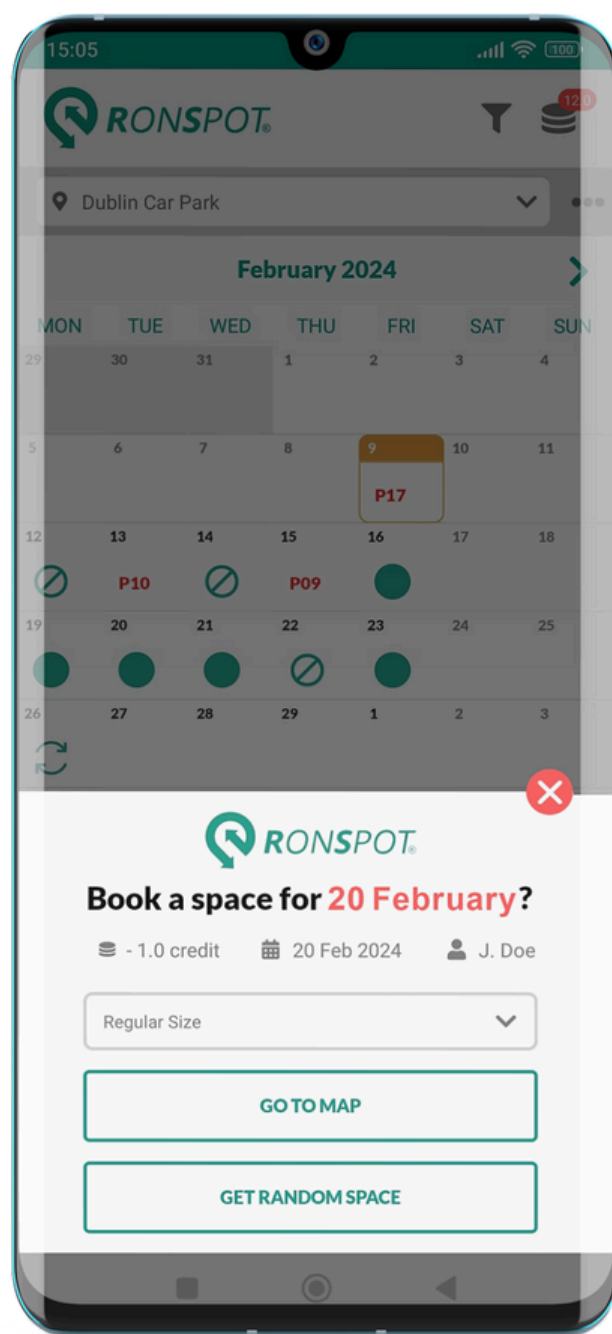 15:05
100
RONSPOT®
12.0
Dublin Car Park
February 2024
MON TUE WED THU FRI SAT SUN
29 30 31 1 2 3 4
5 6 7 8 9 10 11
P17
12 13 14 15 16 17 18
P10 P09
19 20 21 22 23 24 25
26 27 28 29 1 2 3
RONSPOT®
Book a space for 20 February?
- 1.0 credit 20 Feb 2024 J. Doe
Regular Size
GO TO MAP
GET RANDOM SPACE